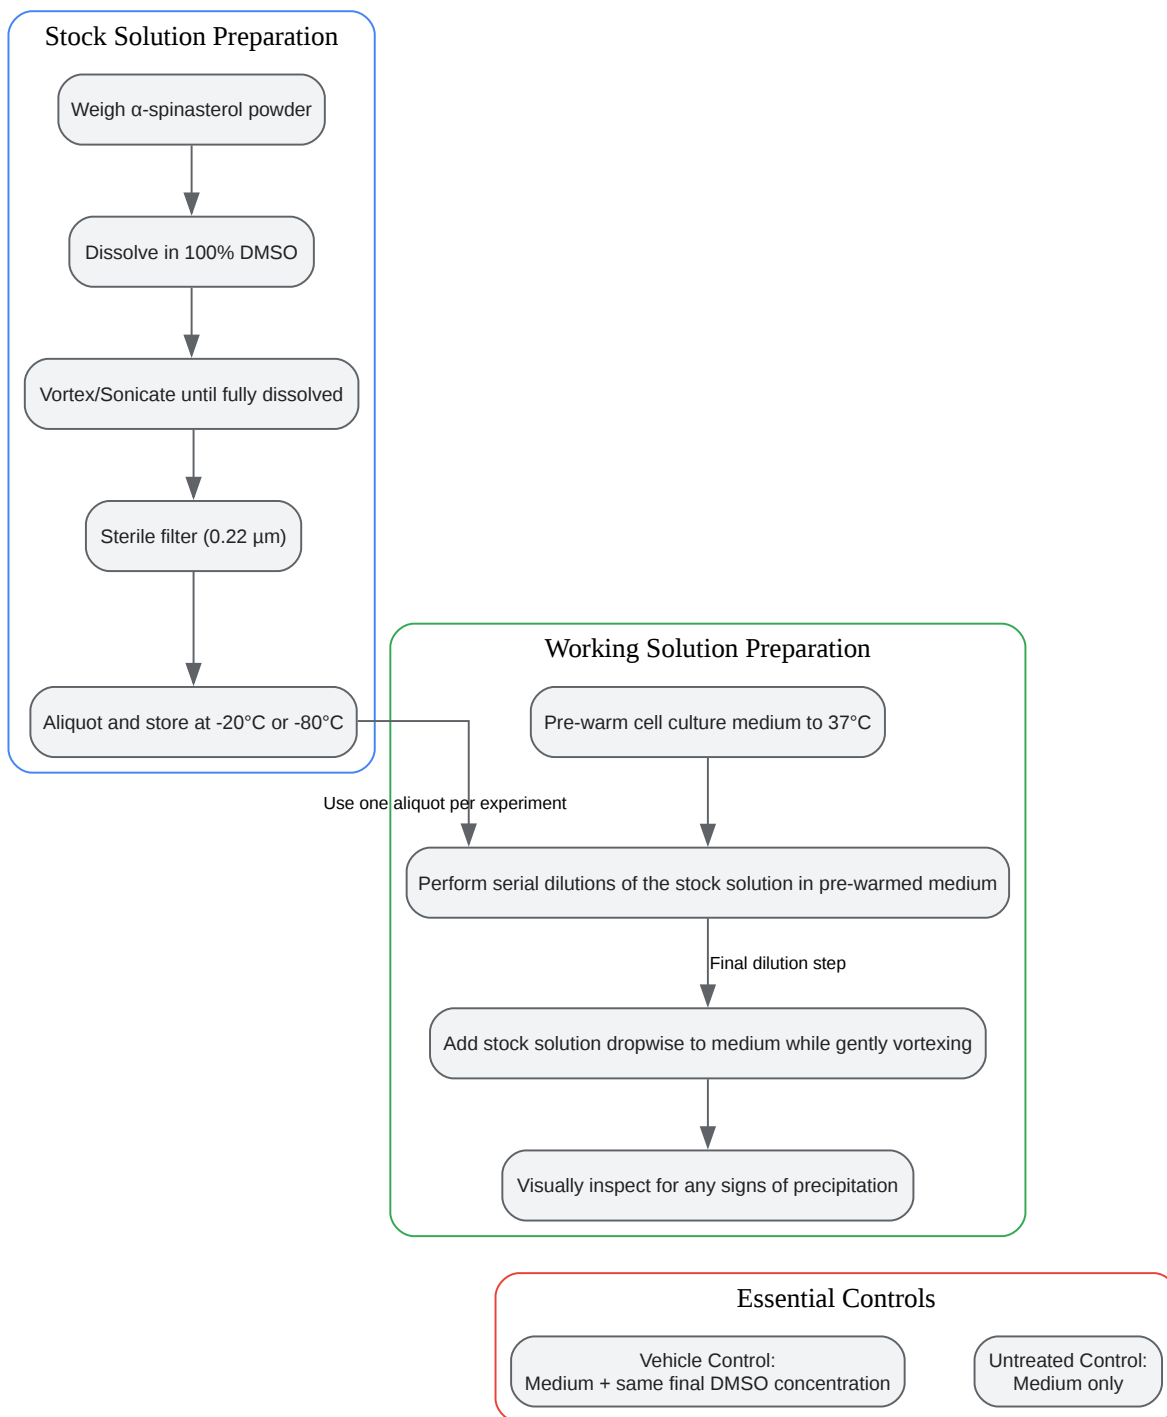 Stock Solution Preparation
Weigh α-spinasterol powder
Dissolve in 100% DMSO
Vortex/Sonicate until fully dissolved
Sterile filter (0.22 µm)
Aliquot and store at -20°C or -80°C
Use one aliquot per experiment
Working Solution Preparation
Pre-warm cell culture medium to 37°C
Perform serial dilutions of the stock solution in pre-warmed medium
Final dilution step
Add stock solution dropwise to medium while gently vortexing
Visually inspect for any signs of precipitation
Essential Controls
Vehicle Control:
Medium + same final DMSO concentration
Untreated Control:
Medium only